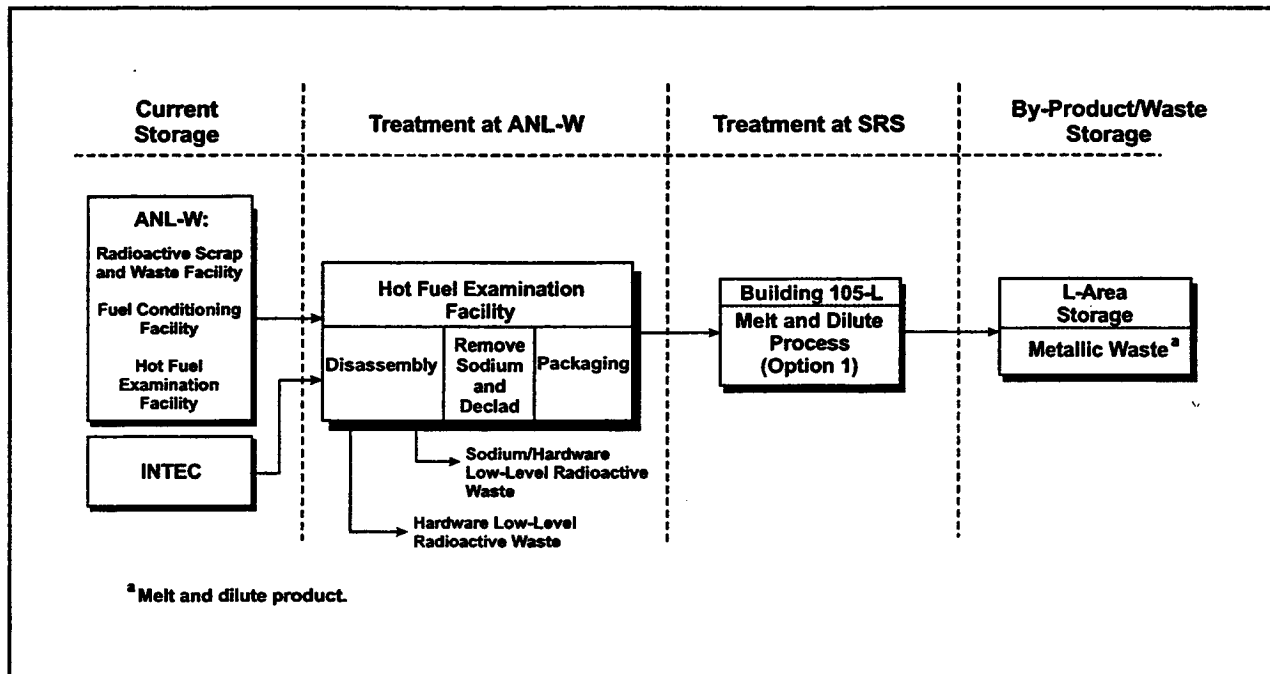 Current
Storage
Treatment at ANL-W
Treatment at SRS
By-Product/Waste
Storage
ANL-W:
Radioactive Scrap
and Waste Facility
Fuel Conditioning
Facility
Hot Fuel
Examination
Facility
INTEC
Hot Fuel Examination
Facility
Disassembly
Remove
Sodium
and
Declad
Packaging
Sodium/Hardware
Low-Level Radioactive
Waste
Hardware Low-Level
Radioactive Waste
Building 105-L
Melt and Dilute
Process
(Option 1)
L-Area
Storage
Metallic Waste a
a Melt and dilute product.